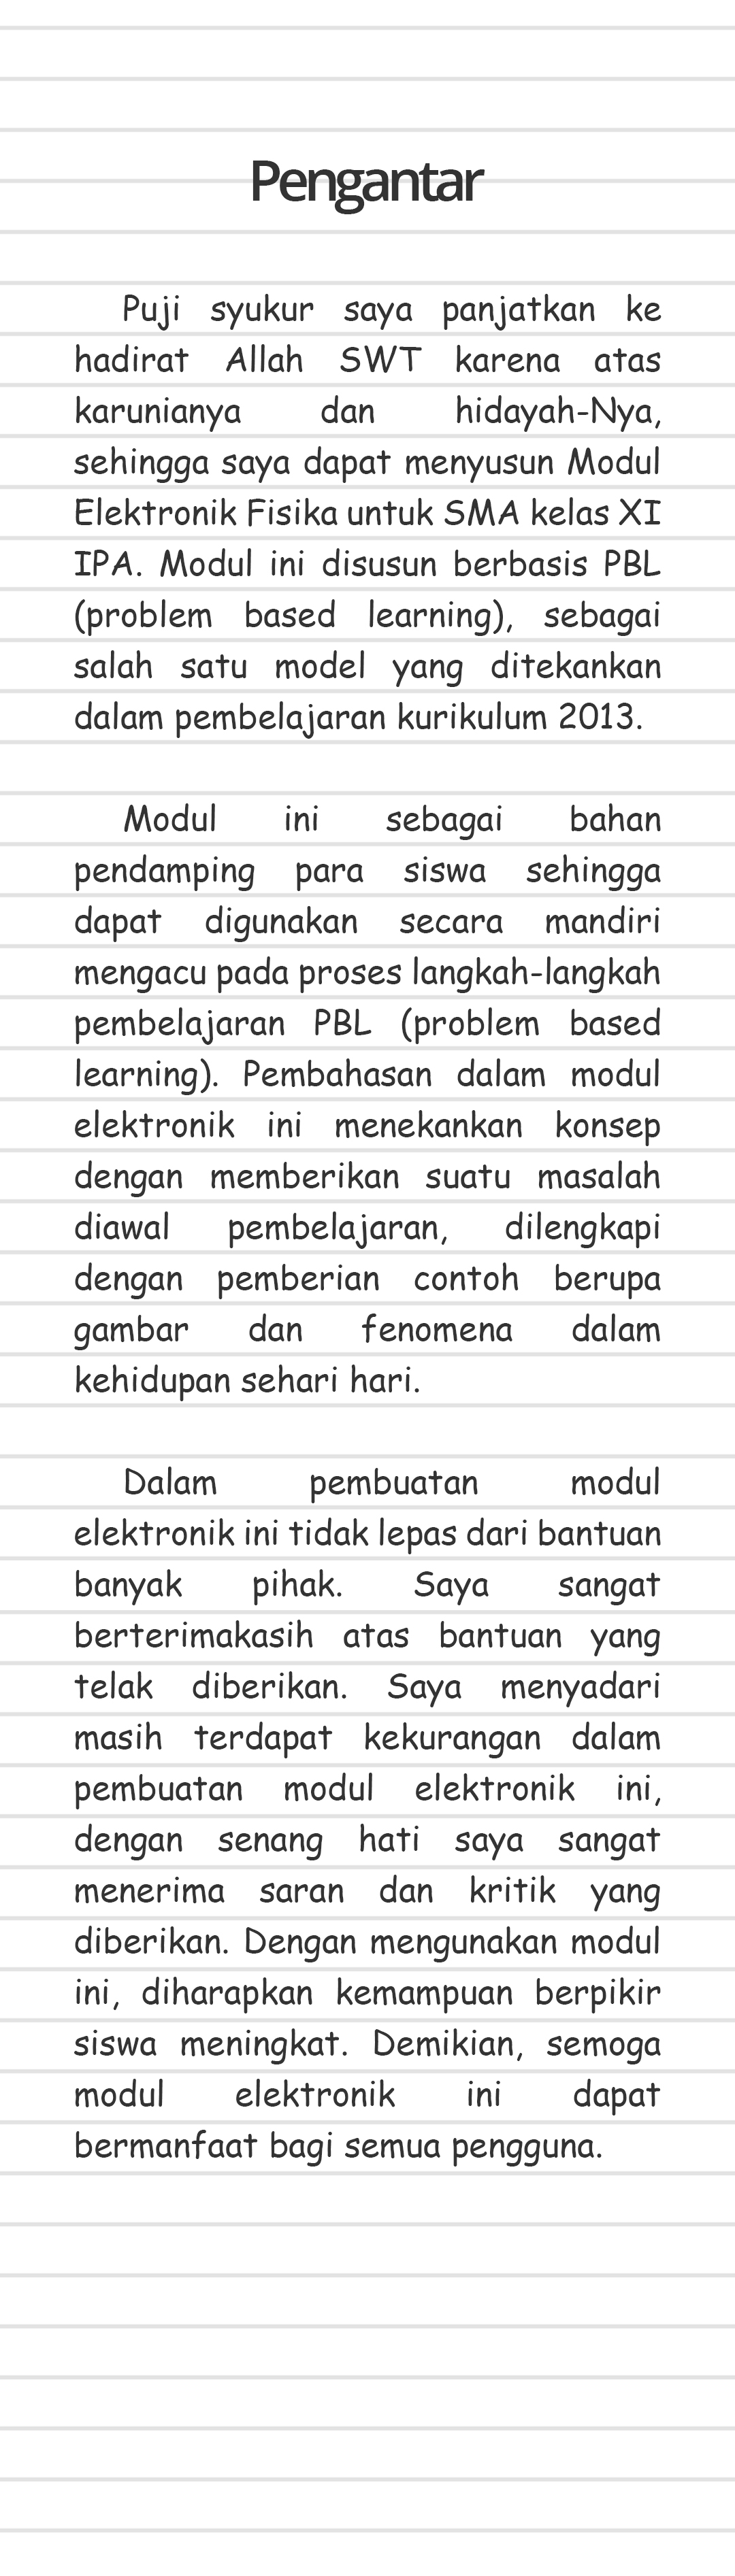 Pengantar
Puji syukur saya panjatkan ke
hadirat Allah SWT karena atas
karunianya dan hidayah-Nya,
sehingga saya dapat menyusun Modul
Elektronik Fisika untuk SMA kelas XI
IPA. Modul ini disusun berbasis PBL
(problem based learning), sebagai
salah satu model yang ditekankan
dalam pembelajaran kurikulum 2013.
Modul ini sebagai bahan
pendamping para siswa sehingga
dapat digunakan secara mandiri
mengacu pada proses langkah-langkah
pembelajaran PBL (problem based
learning). Pembahasan dalam modul
elektronik ini menekankan konsep
dengan memberikan suatu masalah
diawal pembelajaran, dilengkapi
dengan pemberian contoh berupa
gambar dan fenomena dalam
kehidupan sehari hari.
Dalam pembuatan modul
elektronik ini tidak lepas dari bantuan
banyak pihak. Saya sangat
berterimakasih atas bantuan yang
telak diberikan. Saya menyadari
masih terdapat kekurangan dalam
pembuatan modul elektronik ini,
dengan senang hati saya sangat
menerima saran dan kritik yang
diberikan. Dengan mengunakan modul
ini, diharapkan kemampuan berpikir
siswa meningkat. Demikian, semoga
modul elektronik ini dapat
bermanfaat bagi semua pengguna.